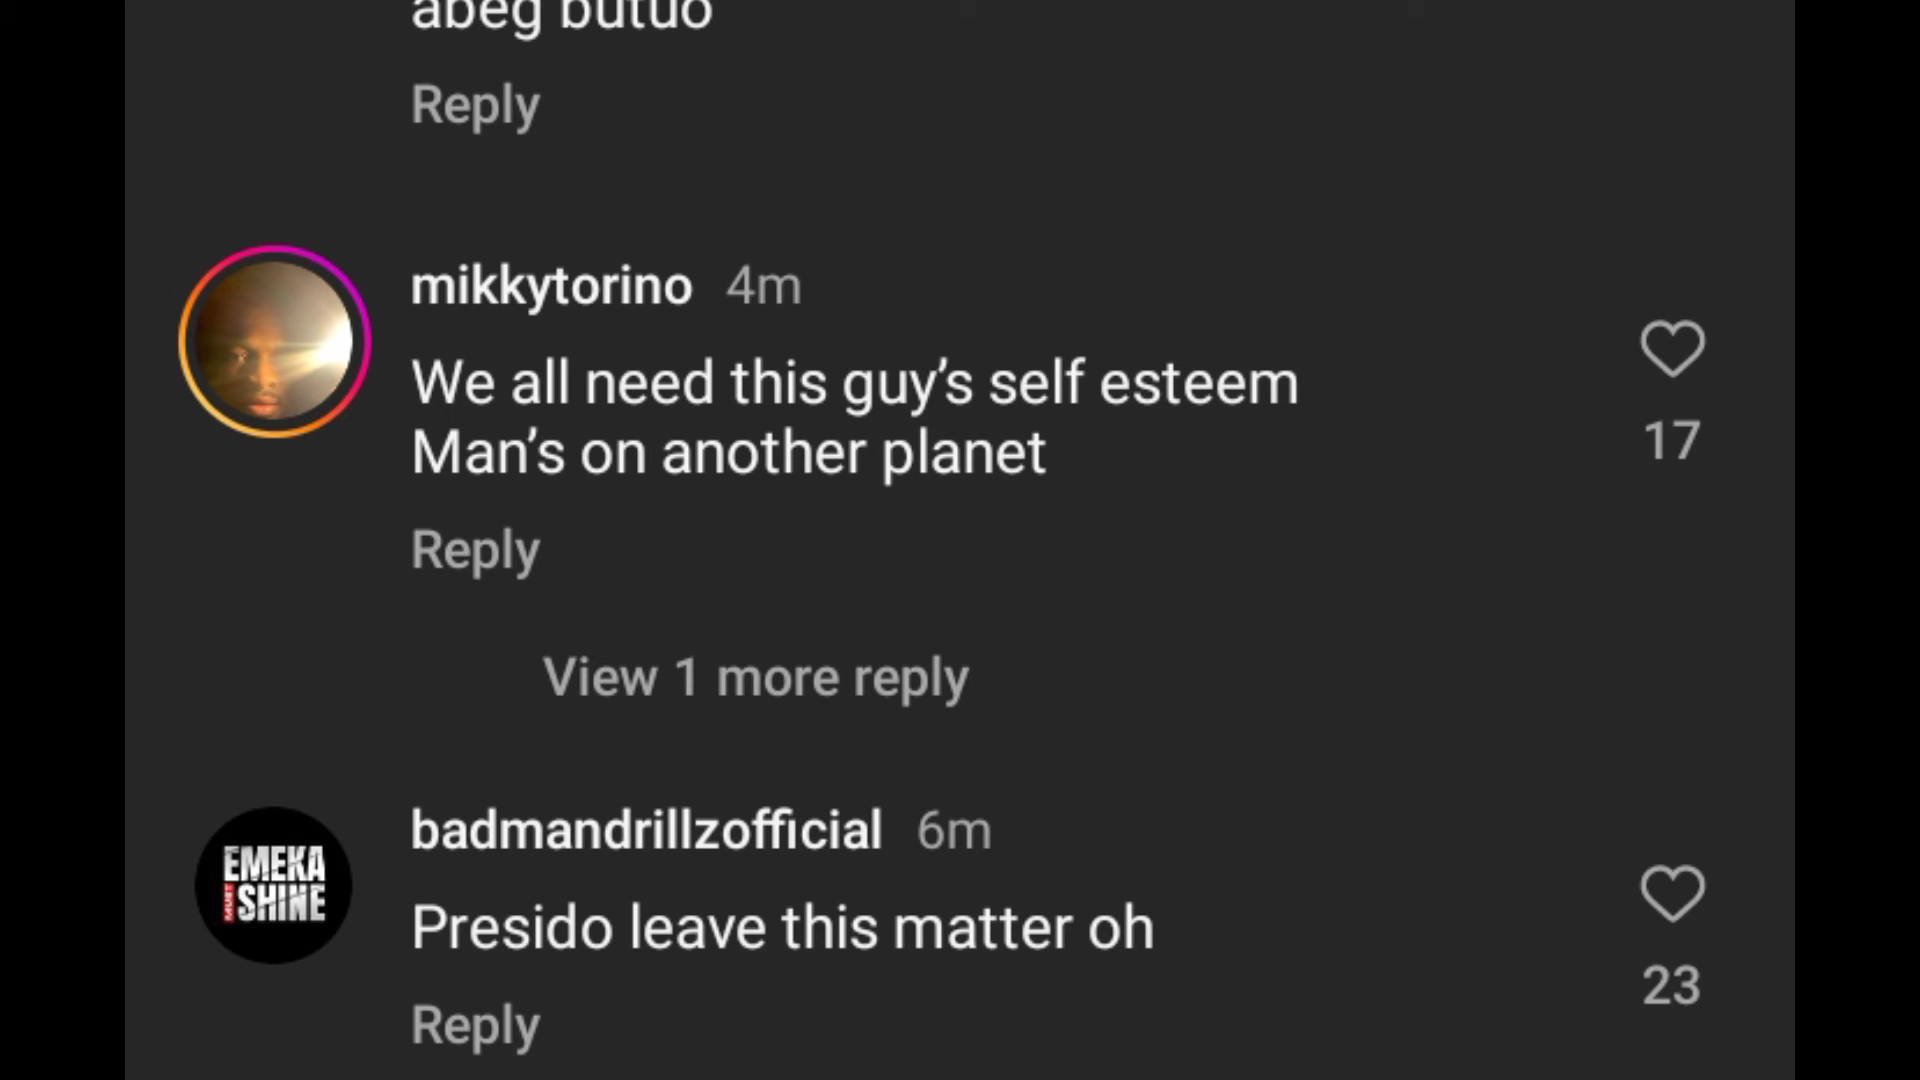 abeg butuo
Reply
mikkytorino 4m
We all need this guy’s self esteem
Man’s on another planet
17
Reply
View 1 more reply
badmandrillzofficial 6m
EMEKA
MUST SHINE
Presido leave this matter oh
23
Reply